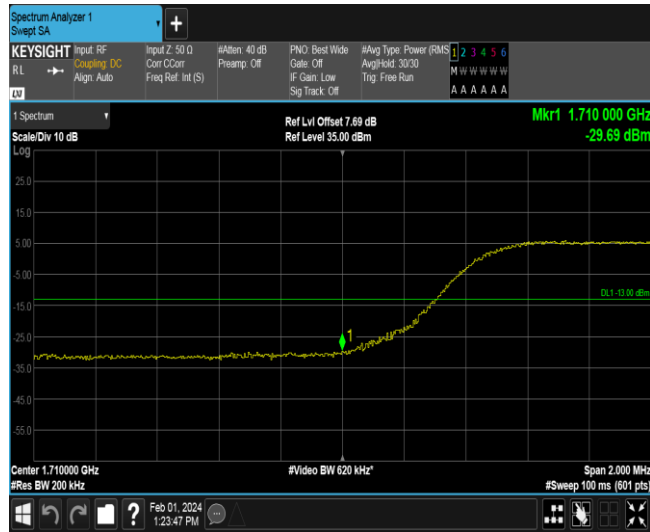 Spectrum Analyzer 1
Swept SA
KEYSIGHT
RL
LXI
Input: RF
Coupling: DC
Align: Auto
Input Z: 50 Ω
Corr CCorr
Freq Ref: Int (S)
#Atten: 40 dB
Preamp: Off
PNO: Best Wide
Gate: Off
IF Gain: Low
Sig Track: Off
#Avg Type: Power (RMS
Avg|Hold: 30/30
Trig: Free Run
1 2 3 4 5 6
M W W W W W
A A A A A A
1 Spectrum
Scale/Div 10 dB
Ref Lvl Offset 7.69 dB
Ref Level 35.00 dBm
Mkr1 1.710 000 GHz
-29.69 dBm
Log
25.0
15.0
5.00
-5.00
DL1 -13.00 dBm
-15.0
-25.0
1
-35.0
-45.0
-55.0
Center 1.710000 GHz
#Video BW 620 kHz*
Span 2.000 MHz
#Res BW 200 kHz
#Sweep 100 ms (601 pts)
?
Feb 01, 2024
1:23:47 PM